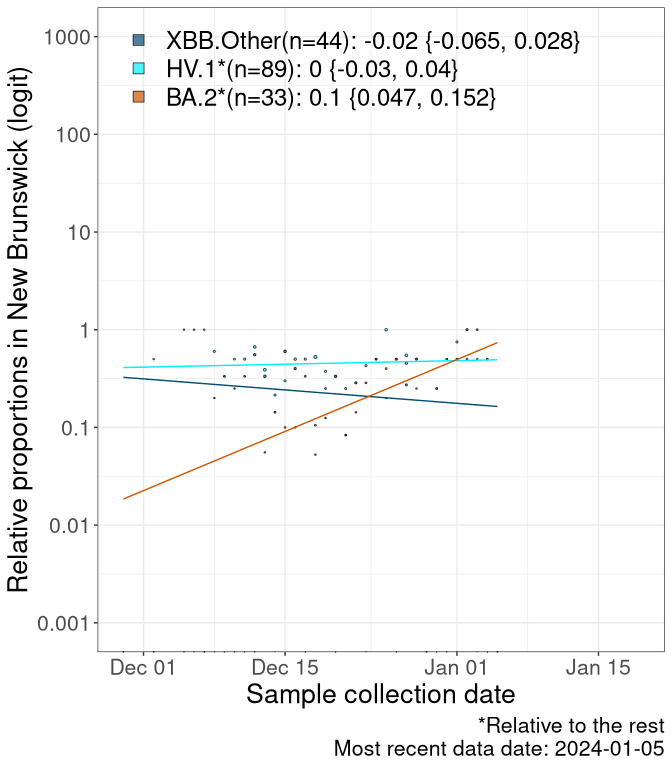 XBB.Other(n=44): -0.02 {-0.065, 0.028}
HV.1*(n=89): 0 {-0.03, 0.04}
BA.2*(n=33): 0.1 {0.047, 0.152}
Relative proportions in New Brunswick (logit)
1000
100
10
1
0.1
0.01
0.001
Dec 01
Dec 15
Jan 01
Jan 15
Sample collection date
*Relative to the rest
Most recent data date: 2024-01-05